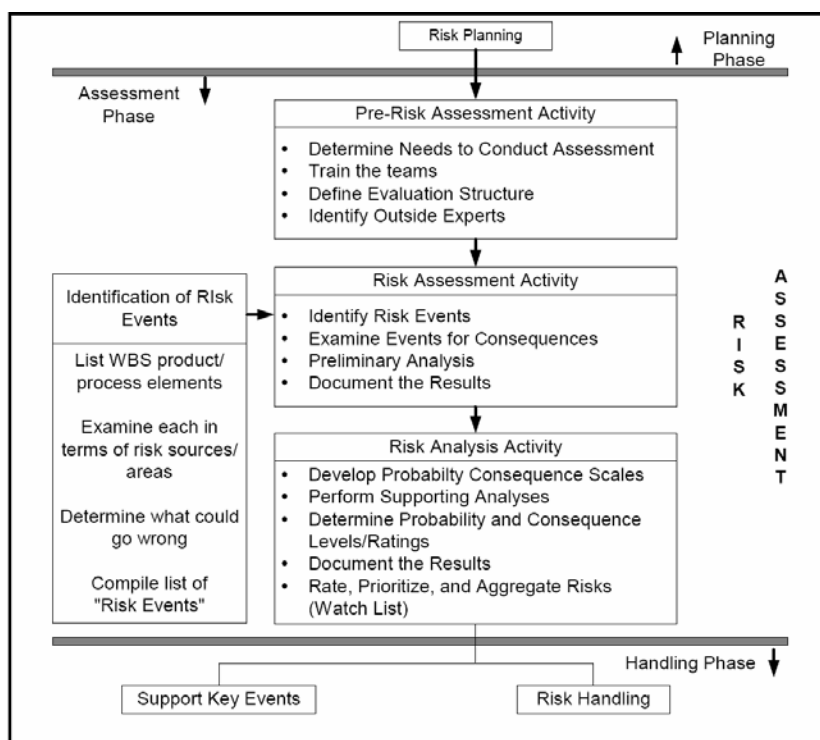 Risk Planning
Planning
Phase
Assessment
Phase
Pre-Risk Assessment Activity
• Determine Needs to Conduct Assessment
• Train the teams
• Define Evaluation Structure
• Identify Outside Experts
Identification of RIsk
Events
List WBS product/
process elements
Examine each in
terms of risk sources/
areas
Determine what could
go wrong
Compile list of
"Risk Events"
Risk Assessment Activity
• Identify Risk Events
• Examine Events for Consequences
• Preliminary Analysis
• Document the Results
Risk Analysis Activity
• Develop Probabilty Consequence Scales
• Perform Supporting Analyses
• Determine Probability and Consequence
Levels/Ratings
• Document the Results
• Rate, Prioritize, and Aggregate Risks
(Watch List)
RISK
ASSESSMENT
Handling Phase
Support Key Events
Risk Handling